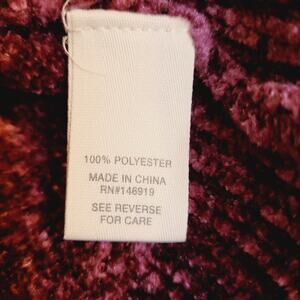 100% POLYESTER
MADE IN CHINA
RN#146919
SEE REVERSE
FOR CARE